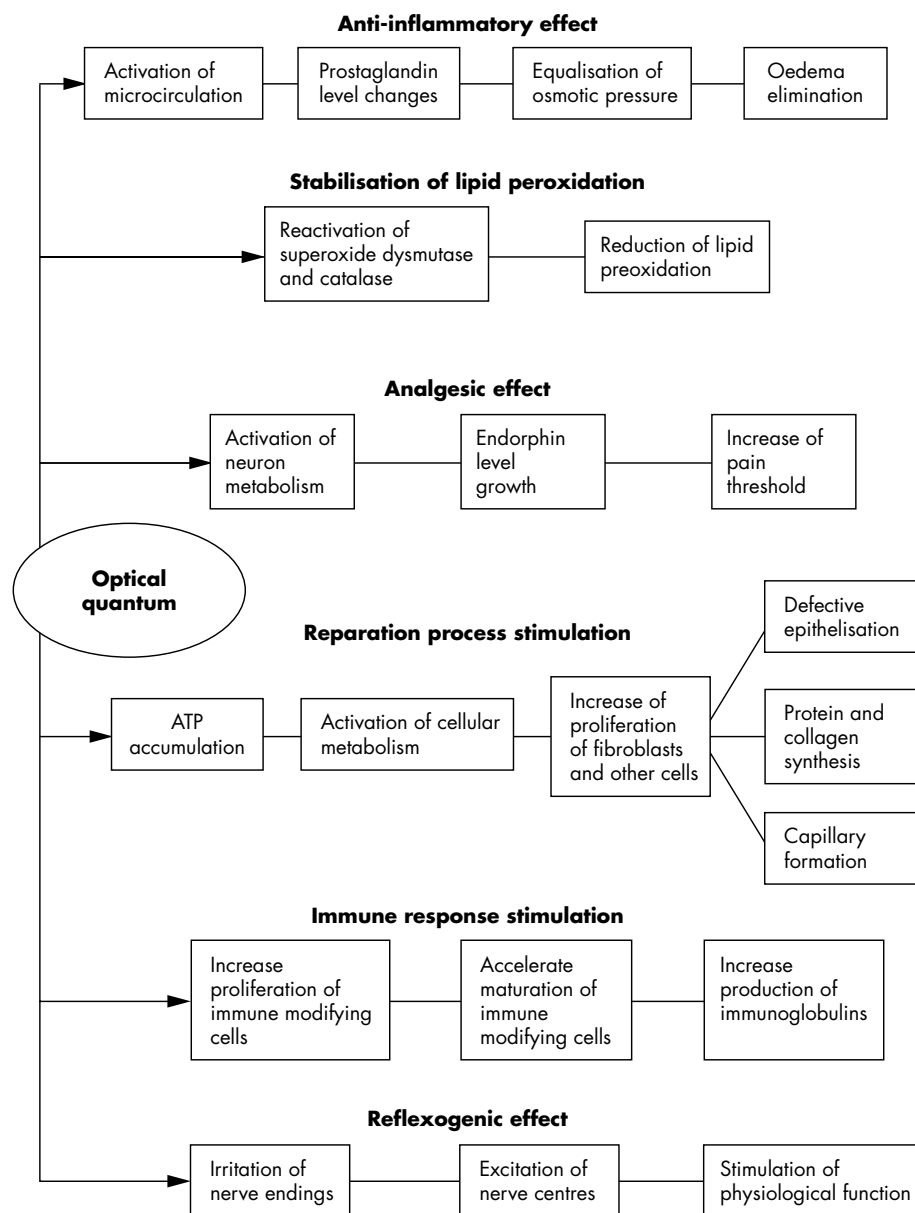 Anti-inflammatory effect
Activation of
microcirculation
Prostaglandin
level changes
Equalisation of
osmotic pressure
Oedema
elimination
Stabilisation of lipid peroxidation
Reactivation of
superoxide dysmutase
and catalase
Reduction of lipid
preoxidation
Analgesic effect
Activation of
neuron
metabolism
Endorphin
level
growth
Increase of
pain
threshold
Optical
quantum
Reparation process stimulation
ATP
accumulation
Activation of cellular
metabolism
Increase of
proliferation
of fibroblasts
and other cells
Defective
epithelisation
Protein and
collagen
synthesis
Capillary
formation
Immune response stimulation
Increase
proliferation of
immune modifying
cells
Accelerate
maturation of
immune
modifying cells
Increase
production of
immunoglobulins
Reflexogenic effect
Irritation of
nerve endings
Excitation of
nerve centres
Stimulation of
physiological function